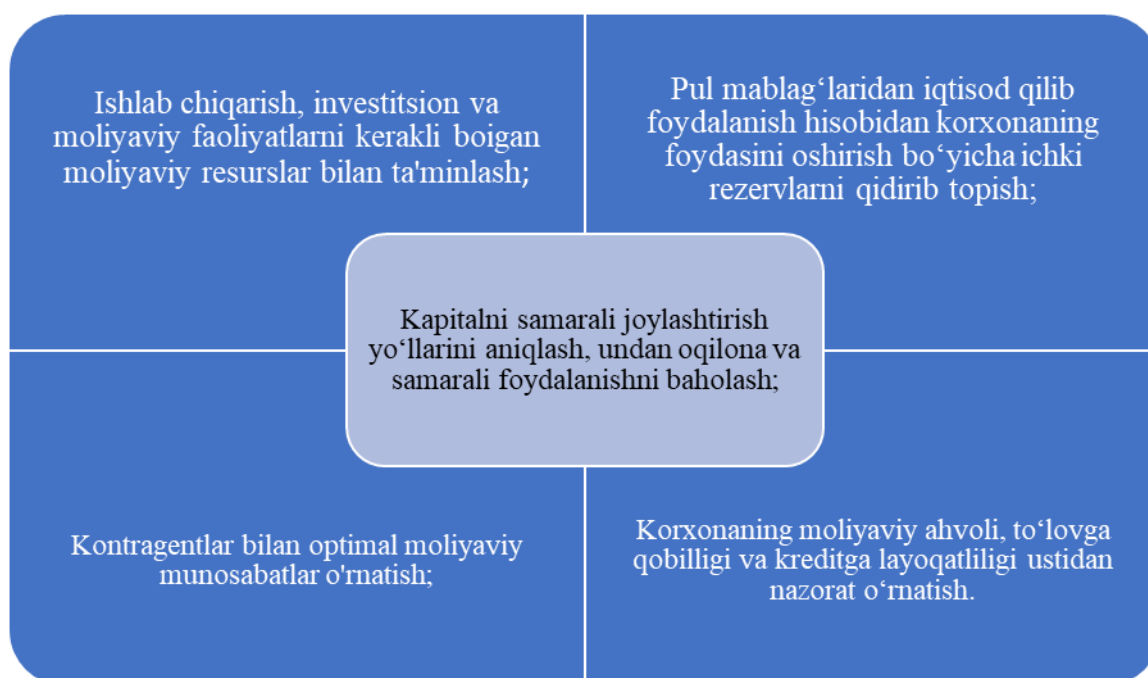 Ishlab chiqarish, investitsion va
moliyaviy faoliyatlarni kerakli boigan
moliyaviy resurslar bilan ta'minlash;
Pul mablag‘laridan iqtisod qilib
foydalanish hisobidan korxonaning
foydasini oshirish bo‘yicha ichki
rezervlarni qidirib topish;
Kapitalni samarali joylashtirish
yo‘llarini aniqlash, undan oqilona va
samarali foydalanishni baholash;
Kontragentlar bilan optimal moliyaviy
munosabatlar o'rnatish;
Korxonaning moliyaviy ahvoli, to‘lovga
qobilligi va kreditga layoqatliligi ustidan
nazorat o‘rnatish.